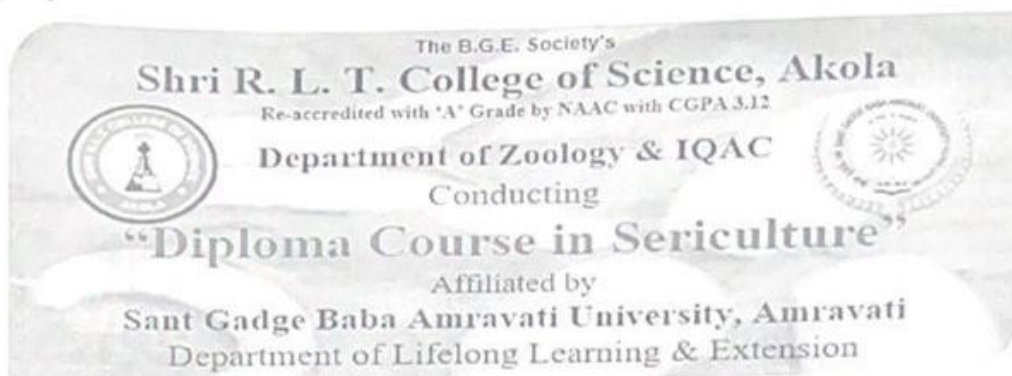 The B.G.E. Society's
Shri R. L. T. College of Science, Akola
Re-accredited with 'A' Grade by NAAC with CGPA 3.12
Department of Zoology & IQAC
Conducting
"Diploma Course in Sericulture"
Affiliated by
Sant Gadge Baba Amravati University, Amravati
Department of Lifelong Learning & Extension